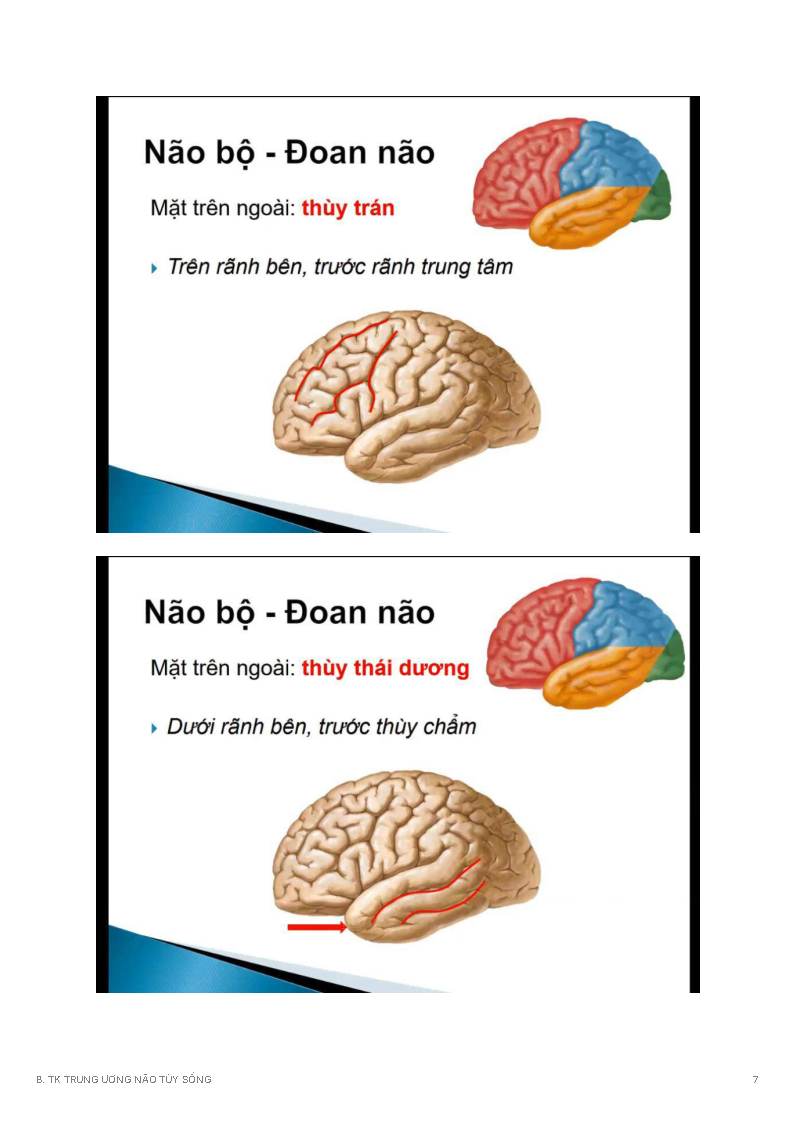 Não bộ - Đoan não
Mặt trên ngoài: thùy trán
Trên rãnh bên, trước rãnh trung tâm
Não bộ - Đoan não
Mặt trên ngoài: thùy thái dương
Dưới rãnh bên, trước thùy chẩm
B. TK TRUNG ƯƠNG NÃO TỦY SỐNG
7